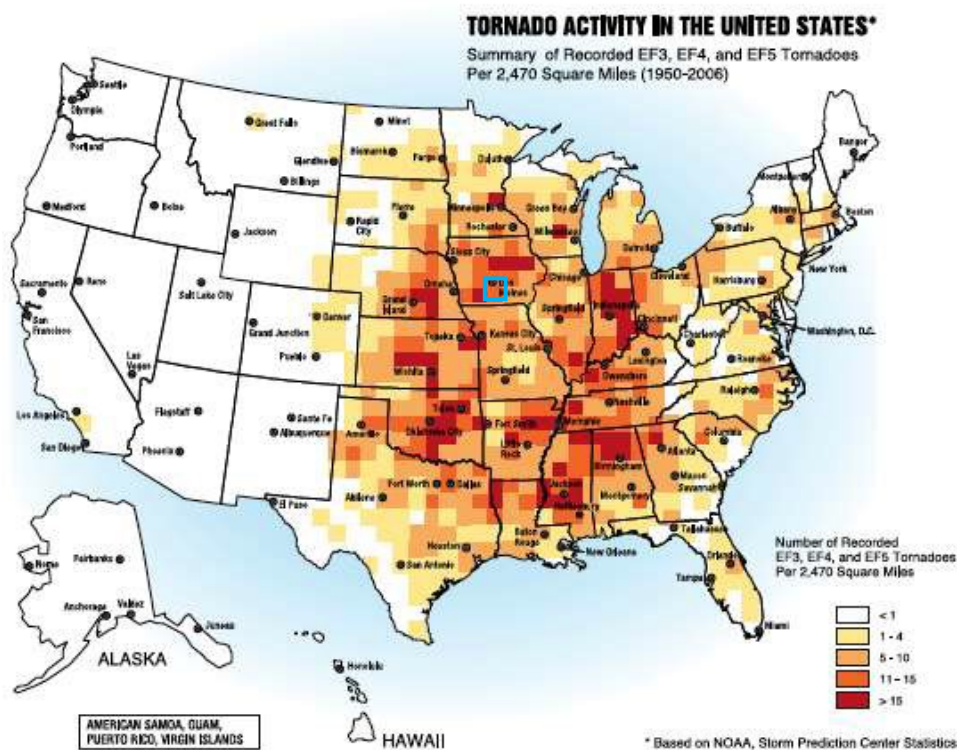 TORNADO ACTIVITY IN THE UNITED STATES*
Summary of Recorded EF3, EF4, and EF5 Tornadoes
Per 2,470 Square Miles (1950-2006)
Seattle
Olympia
Portland
Medford
Boise
Great Falls
Glendive
Billings
Jackson
Minot
Bismarck
Fargo
Duluth
Pierre
Rapid
City
Minneapolis
Rochester
Green Bay
Milwaukee
Sioux City
Detroit
Chicago
Cleveland
Buffalo
Albany
Montpelier
Bangor
Boston
New York
Harrisburg
Washington, D.C.
Sacramento
San
Francisco
Reno
Salt Lake City
Las
Vegas
Los Angeles
San Diego
Grand Junction
Denver
Pueblo
Flagstaff
Phoenix
Santa Fe
Albuquerque
El Paso
Omaha
Des
Moines
Grand
Island
Topeka
Kansas City
St. Louis
Springfield
Springfield
Indianapolis
Cincinnati
Charleston
Lexington
Owensboro
Roanoke
Raleigh
Wichita
Tulsa
Oklahoma City
Amarillo
Fort Smith
Little
Rock
Memphis
Nashville
Columbia
Atlanta
Birmingham
Macon
Savannah
Montgomery
Jackson
Fort Worth
Dallas
Abilene
Houston
San Antonio
Baton
Rouge
New Orleans
Tallahassee
Orlando
Tampa
Miami
Fairbanks
Nome
Anchorage
Valdez
Juneau
ALASKA
Honolulu
HAWAII
AMERICAN SAMOA, GUAM,
PUERTO RICO, VIRGIN ISLANDS
Number of Recorded
EF3, EF4, and EF5 Tornadoes
Per 2,470 Square Miles
< 1
1 - 4
5 - 10
11 - 15
> 15
* Based on NOAA, Storm Prediction Center Statistics